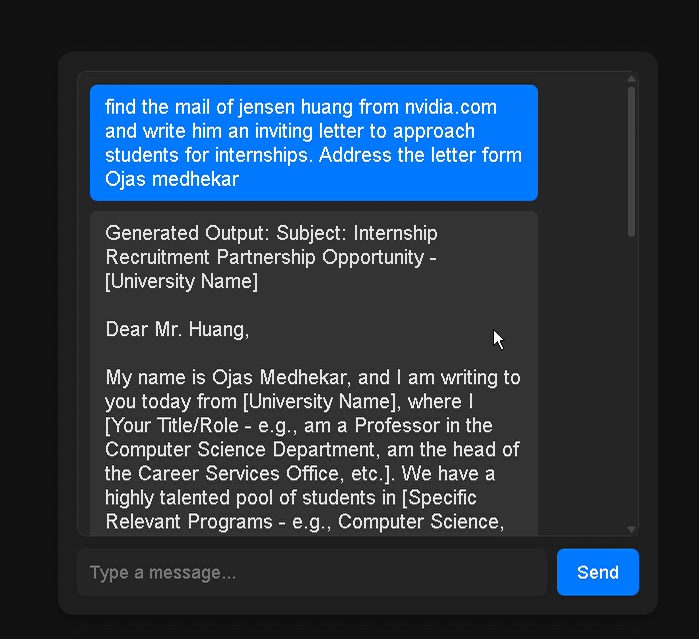 find the mail of jensen huang from nvidia.com
and write him an inviting letter to approach
students for internships. Address the letter form
Ojas medhekar
Generated Output: Subject: Internship
Recruitment Partnership Opportunity -
[University Name]
Dear Mr. Huang,
My name is Ojas Medhekar, and I am writing to
you today from [University Name], where I
[Your Title/Role - e.g., am a Professor in the
Computer Science Department, am the head of
the Career Services Office, etc.]. We have a
highly talented pool of students in [Specific
Relevant Programs - e.g., Computer Science,
Type a message...
Send